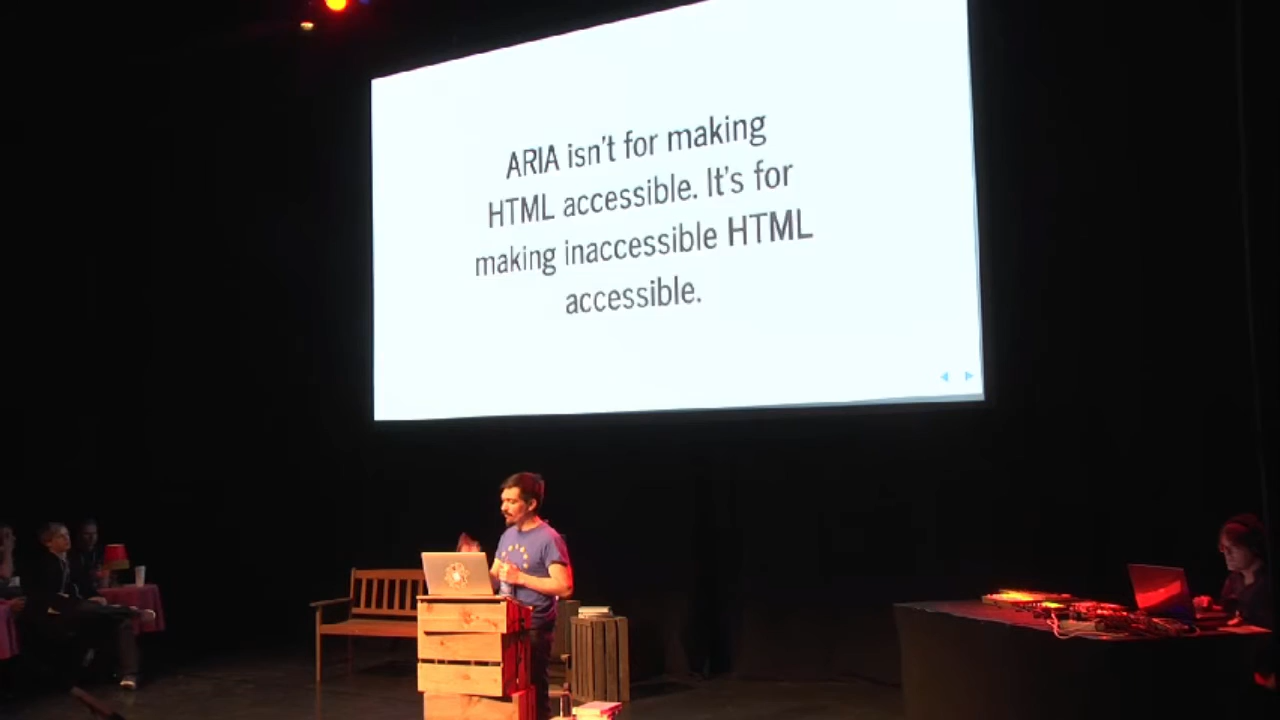 ARIA isn't for making
HTML accessible. It's for
making inaccessible HTML
accessible.